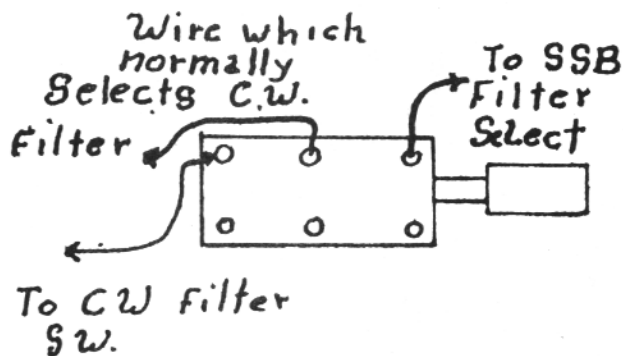 Wire which
normally
Selects C.W.
Filter
To SSB
Filter
Select
To CW Filter
SW.